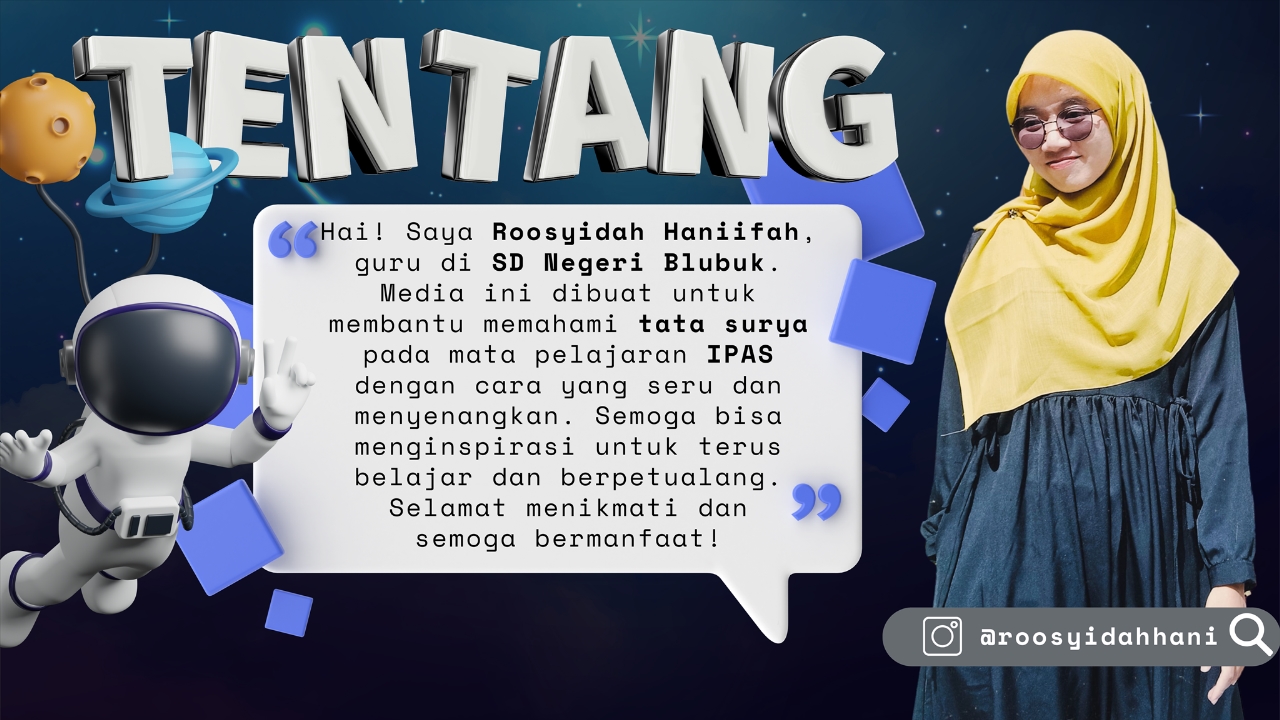 TENTANG
“Hai! Saya Roosyidah Haniifah,
guru di SD Negeri Blubuk.
Media ini dibuat untuk
membantu memahami tata surya
pada mata pelajaran IPAS
dengan cara yang seru dan
menyenangkan. Semoga bisa
menginspirasi untuk terus
belajar dan berpetualang.
Selamat menikmati dan
semoga bermanfaat!”
@roosyidahhani